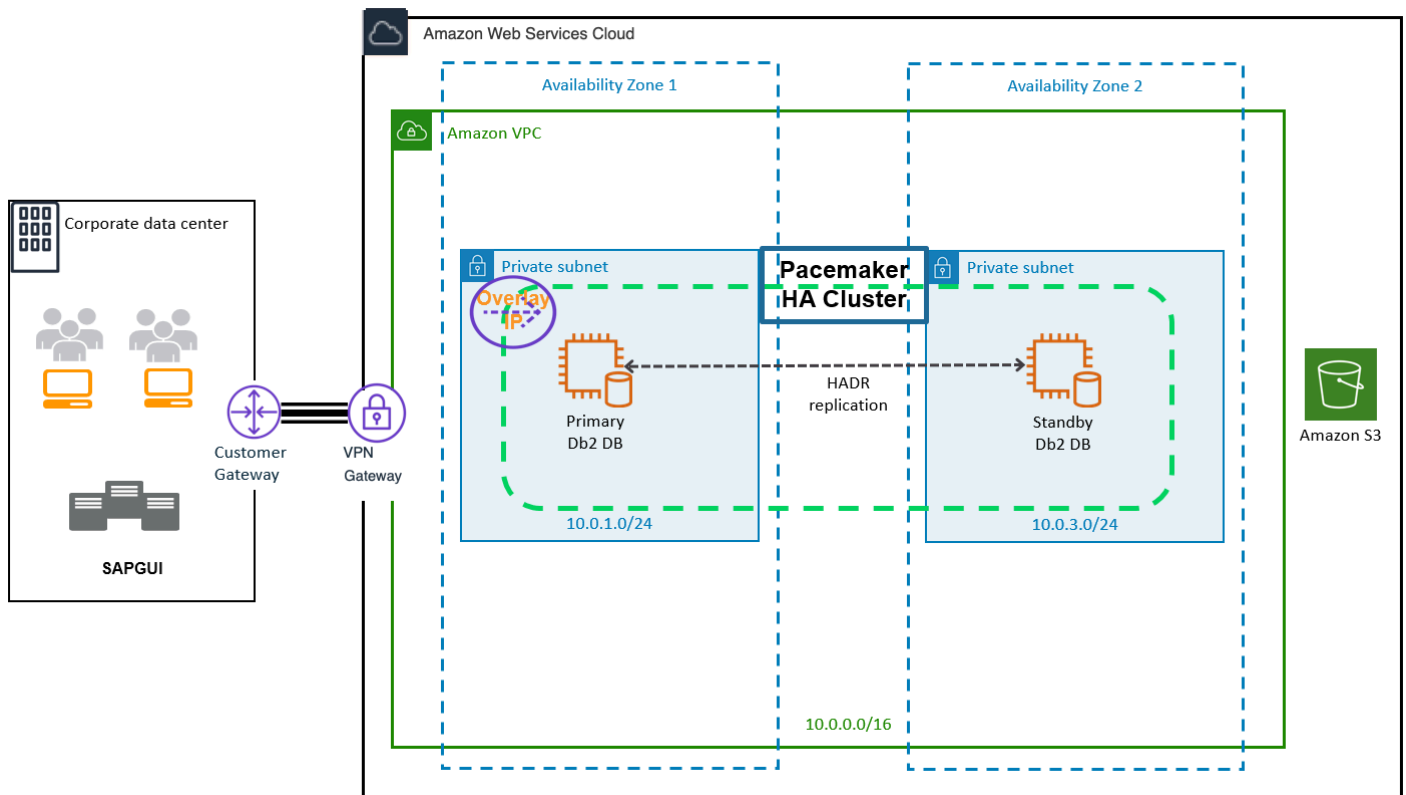 Amazon Web Services Cloud
Availability Zone 1
Availability Zone 2
Amazon VPC
Corporate data center
Private subnet
Pacemaker
HA Cluster
Private subnet
Overlay
IP
HADR
replication
Primary
Db2 DB
Standby
Db2 DB
Amazon S3
Customer
Gateway
VPN
Gateway
10.0.1.0/24
10.0.3.0/24
SAPGUI
10.0.0.0/16